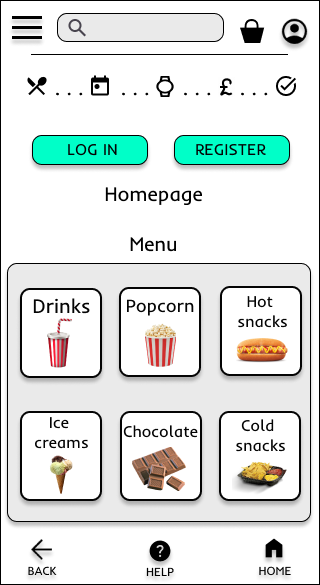 ... ... ... £ ...
LOG IN REGISTER
Homepage
Menu
Drinks Popcorn Hot snacks
Ice creams Chocolate Cold snacks
BACK ? HELP HOME